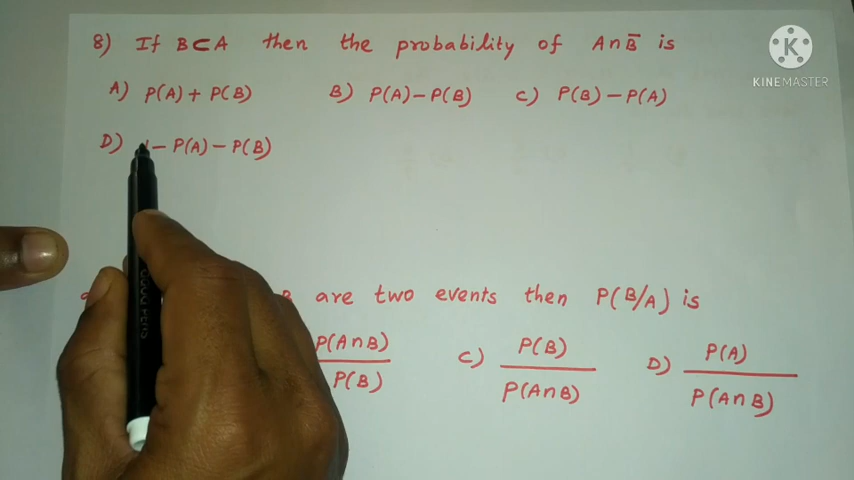 8) If B⊂A then the probability of A∩B̅ is
A) P(A) + P(B) B) P(A) – P(B) C) P(B) – P(A)
D) – P(A) – P(B)
are two events then P(B/A) is
P(A∩B)/P(B) C) P(B)/P(A∩B) D) P(A)/P(A∩B)
K
KINEMASTER